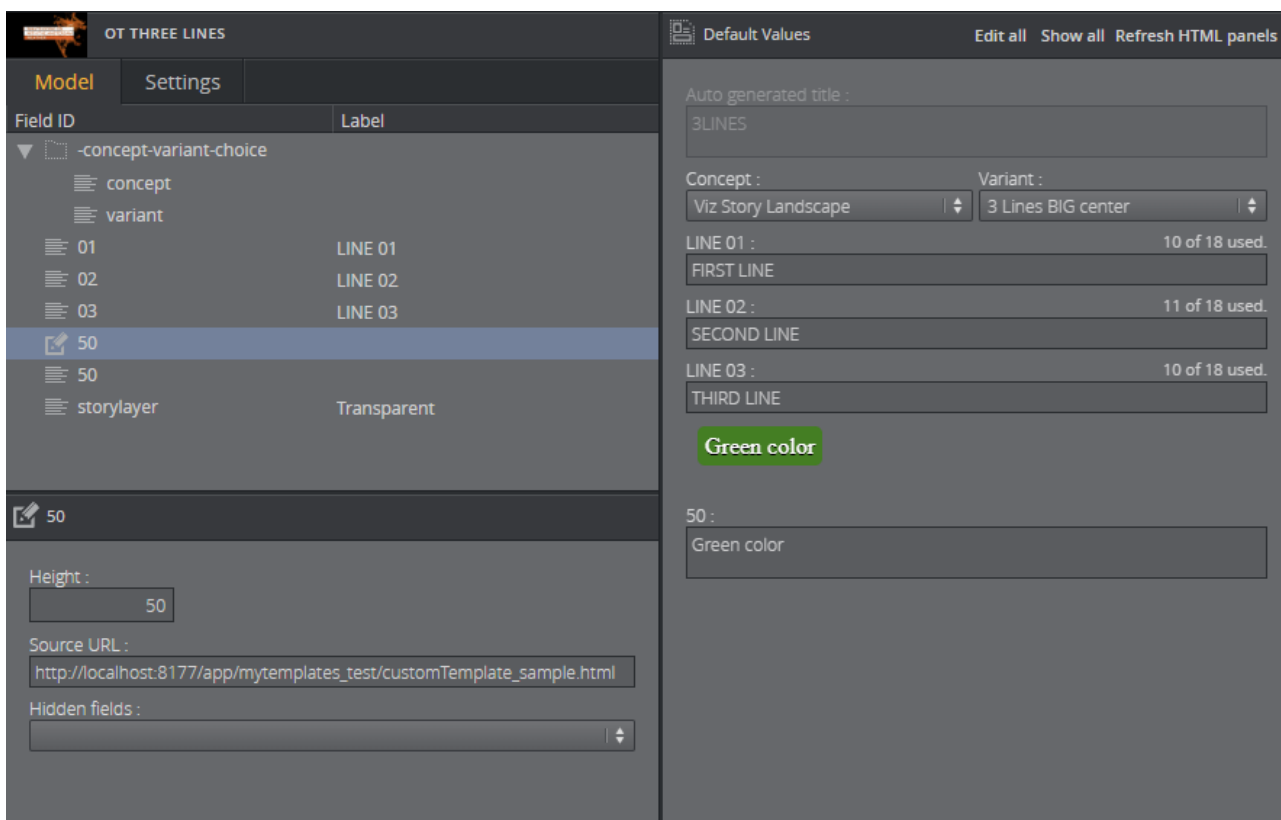 OT THREE LINES
Model Settings
Field ID Label
-concept-variant-choice
concept
variant
01 LINE 01
02 LINE 02
03 LINE 03
50
50
storylayer Transparent
50
Height :
50
Source URL :
http://localhost:8177/app/mytemplates_test/customTemplate_sample.html
Hidden fields :
Default Values Edit all Show all Refresh HTML panels
Auto generated title :
3LINES
Concept : Variant :
Viz Story Landscape 3 Lines BIG center
LINE 01 : 10 of 18 used.
FIRST LINE
LINE 02 : 11 of 18 used.
SECOND LINE
LINE 03 : 10 of 18 used.
THIRD LINE
Green color
50 :
Green color